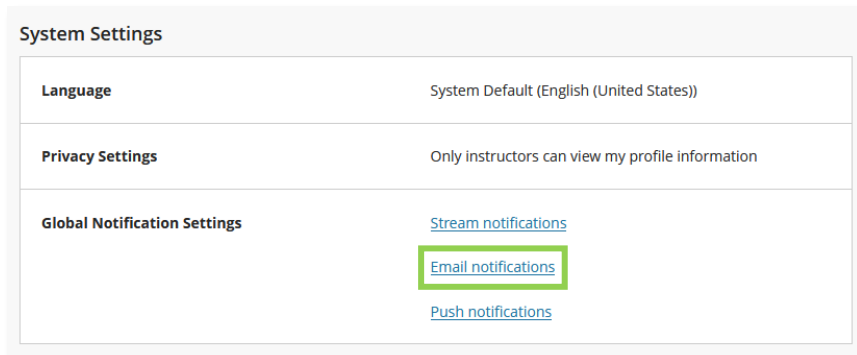 System Settings
Language System Default (English (United States))
Privacy Settings Only instructors can view my profile information
Global Notification Settings Stream notifications
Email notifications
Push notifications